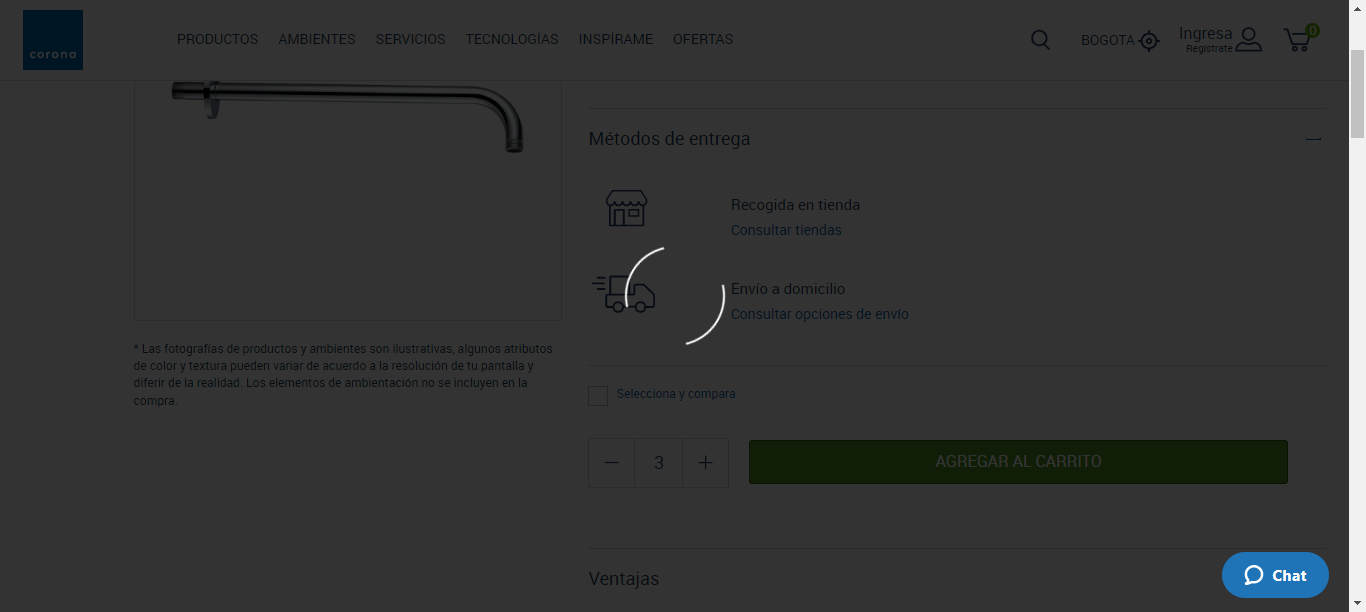 corona
PRODUCTOS AMBIENTES SERVICIOS TECNOLOGÍAS INSPÍRAME OFERTAS
BOGOTA
Ingresa
Regístrate
0
Métodos de entrega
Recogida en tienda
Consultar tiendas
Envío a domicilio
Consultar opciones de envío
* Las fotografías de productos y ambientes son ilustrativas, algunos atributos
de color y textura pueden variar de acuerdo a la resolución de tu pantalla y
diferir de la realidad. Los elementos de ambientación no se incluyen en la
compra.
Selecciona y compara
3
AGREGAR AL CARRITO
Ventajas
Chat